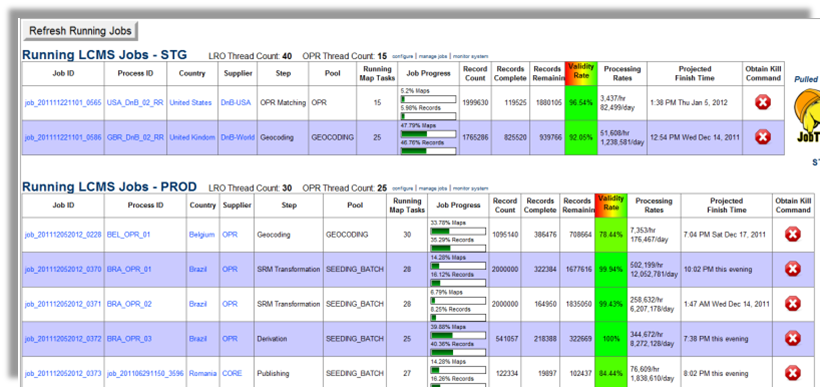 Refresh Running Jobs
Running LCMS Jobs - STG LRO Thread Count: 40 OPR Thread Count: 15 configure | manage jobs | monitor system
Job ID Process ID Country Supplier Step Pool Running Map Tasks Job Progress Record Count Records Complete Records Remainin Validity Rate Processing Rates Projected Finish Time Obtain Kill Command
job_201111221101_0565 USA_DnB_02_RR United States DnB-USA OPR Matching OPR 15 5.2% Maps 5.98% Records 1999630 119525 1880105 96.54% 3,437/hr 82,499/day 1:38 PM Thu Jan 5, 2012
job_201111221101_0586 GBR_DnB_02_RR United Kindom DnB-World Geocoding GEOCODING 25 47.79% Maps 46.76% Records 1765286 825520 939766 92.05% 51,608/hr 1,238,581/day 12:54 PM Wed Dec 14, 2011
Pulled
JobT
ST
Running LCMS Jobs - PROD LRO Thread Count: 30 OPR Thread Count: 25 configure | manage jobs | monitor system
Job ID Process ID Country Supplier Step Pool Running Map Tasks Job Progress Record Count Records Complete Records Remainin Validity Rate Processing Rates Projected Finish Time Obtain Kill Command
job_201112052012_0228 BEL_OPR_01 Belgium OPR Geocoding GEOCODING 30 33.78% Maps 35.29% Records 1095140 386476 708664 78.44% 7,353/hr 176,467/day 7:04 PM Sat Dec 17, 2011
job_201112052012_0370 BRA_OPR_01 Brazil OPR SRM Transformation SEEDING_BATCH 28 14.28% Maps 16.12% Records 2000000 322384 1677616 99.94% 502,199/hr 12,052,781/day 10:02 PM this evening
job_201112052012_0371 BRA_OPR_02 Brazil OPR SRM Transformation SEEDING_BATCH 28 6.79% Maps 8.25% Records 2000000 164950 1835050 99.43% 258,632/hr 6,207,178/day 1:47 AM Wed Dec 14, 2011
job_201112052012_0372 BRA_OPR_03 Brazil OPR Derivation SEEDING_BATCH 25 39.88% Maps 40.36% Records 541057 218388 322669 100% 344,672/hr 8,272,128/day 7:38 PM this evening
job_201112052012_0373 job_201106291150_3596 Romania CORE Publishing SEEDING_BATCH 27 14.28% Maps 16.26% Records 122334 19897 102437 84.44% 76,609/hr 1,838,610/day 8:02 PM this evening